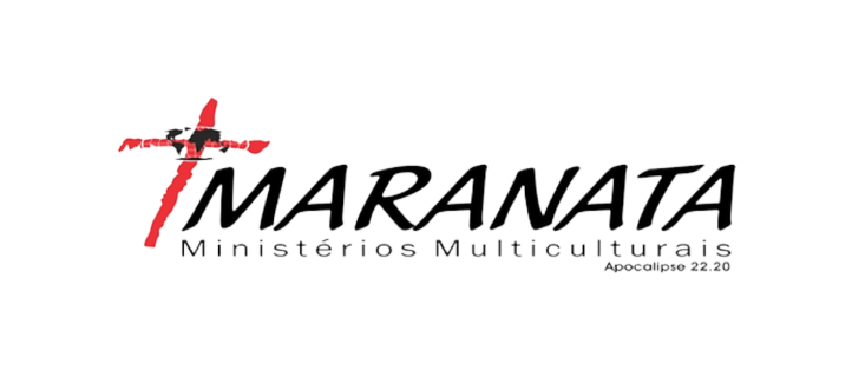 MARANATA
Ministérios Multiculturais
Apocalipse 22.20